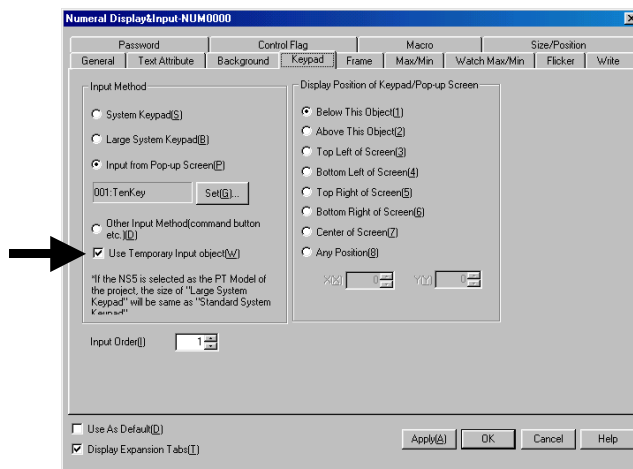 Numeral Display&Input-NUM0000
Password Control Flag Macro Size/Position
General Text Attribute Background Keypad Frame Max/Min Watch Max/Min Flicker Write
Input Method
System Keypad(S)
Large System Keypad(B)
Input from Pop-up Screen(P)
001:TenKey Set(G)...
Other Input Method(command button
etc.)(D)
Use Temporary Input object(W)
*If the NS5 is selected as the PT Model of
the project, the size of "Large System
Keypad" will be same as "Standard System
Keypad"
Input Order(I) 1
Display Position of Keypad/Pop-up Screen
Below This Object(1)
Above This Object(2)
Top Left of Screen(3)
Bottom Left of Screen(4)
Top Right of Screen(5)
Bottom Right of Screen(6)
Center of Screen(7)
Any Position(8)
X(X) 0 Y(Y) 0
Use As Default(D)
Display Expansion Tabs(T)
Apply(A) OK Cancel Help